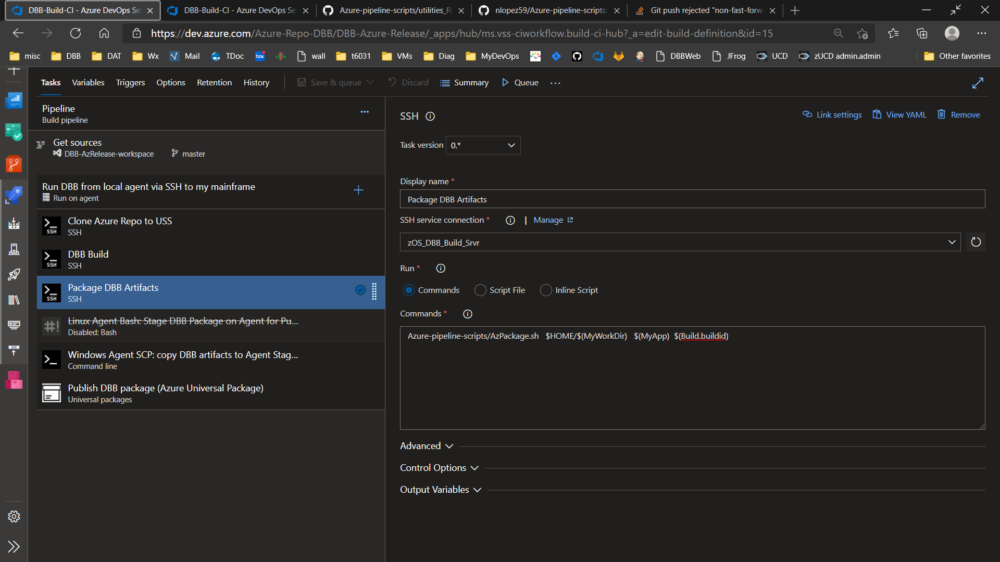 DBB-Build-CI - Azure DevOps Se
DBB-Build-CI - Azure DevOps Se
Azure-pipeline-scripts/utilities_R
nlopez59/Azure-pipeline-scripts:
Git push rejected "non-fast-forw
https://dev.azure.com/Azure-Repo-DBB/DBB-Azure-Release/_apps/hub/ms.vss-ciworkflow.build-ci-hub?_a=edit-build-definition&id=15
misc
DBB
DAT
Wx
Mail
TDoc
box
wall
t6031
VMs
Diag
MyDevOps
DBBWeb
JFrog
UCD
zUCD admin.admin
Other favorites
Tasks
Variables
Triggers
Options
Retention
History
Save & queue
Discard
Summary
Queue
Pipeline
Build pipeline
Get sources
DBB-AzRelease-workspace
master
Run DBB from local agent via SSH to my mainframe
Run on agent
SSH
Clone Azure Repo to USS
SSH
SSH
DBB Build
SSH
SSH
Package DBB Artifacts
SSH
#!
Linux Agent Bash: Stage DBB Package on Agent for Pu...
Disabled: Bash
Windows Agent SCP: copy DBB artifacts to Agent Stag...
Command line
Publish DBB package (Azure Universal Package)
Universal packages
SSH
Link settings
View YAML
Remove
Task version
0.*
Display name *
Package DBB Artifacts
SSH service connection *
| Manage
zOS_DBB_Build_Srvr
Run *
Commands
Script File
Inline Script
Commands *
Azure-pipeline-scripts/AzPackage.sh $HOME/$(MyWorkDir) $(MyApp) $(Build.buildid)
Advanced
Control Options
Output Variables